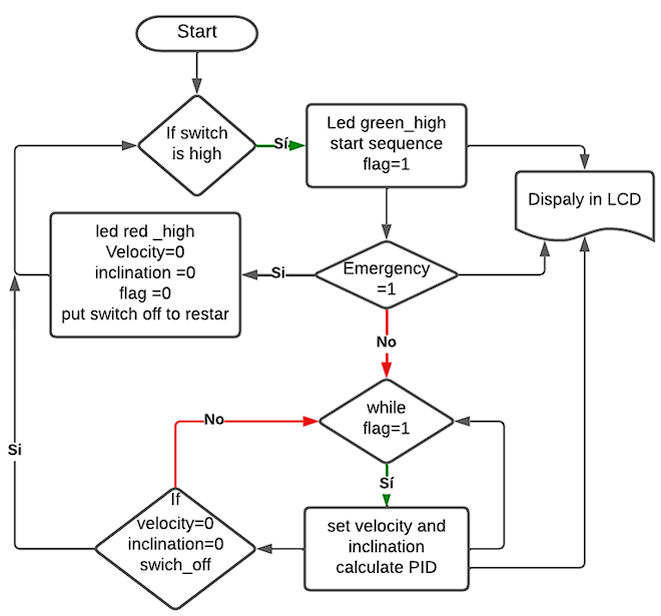 Start
If switch
is high
Sí
Led green_high
start sequence
flag=1
Dispaly in LCD
led red _high
Velocity=0
inclination =0
flag =0
put switch off to restar
Si
Emergency
=1
No
while
flag=1
No
Si
Sí
If
velocity=0
inclination=0
swich_off
set velocity and
inclination
calculate PID